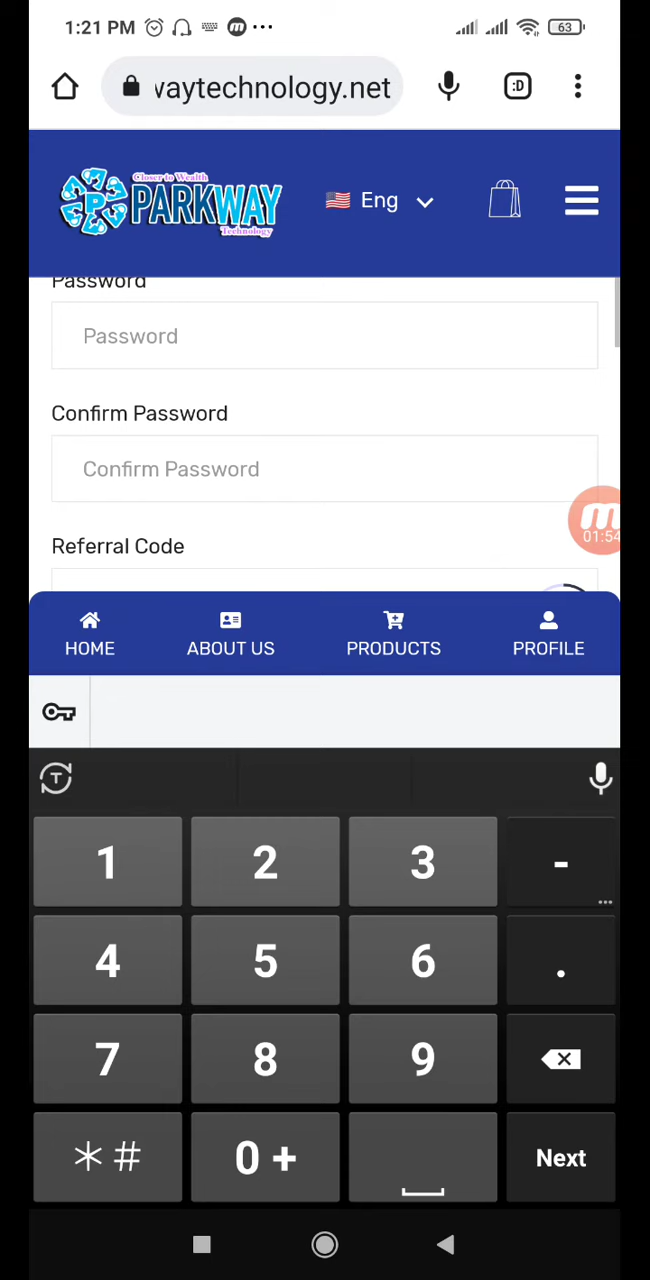 1:21 PM
63
waytechnology.net
:D
Closer to Wealth
P PARKWAY
Technology
Eng
Password
Password
Confirm Password
Confirm Password
01:54
Referral Code
HOME
ABOUT US
PRODUCTS
PROFILE
T
1 2 3 -
4 5 6 .
7 8 9
*# 0 + Next